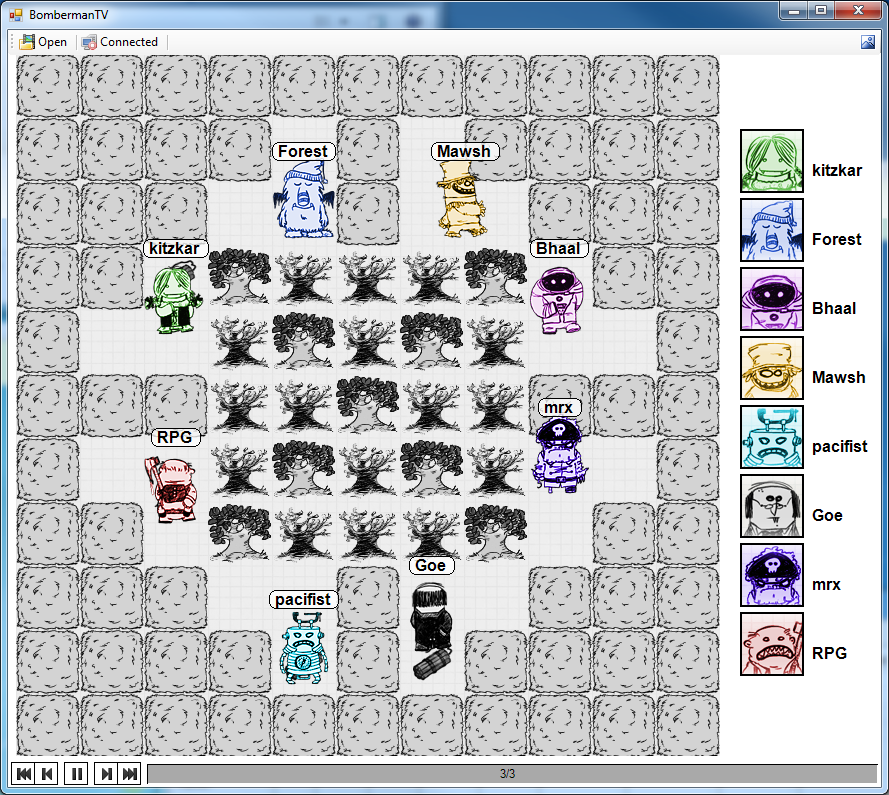 BombermanTV
Open Connected
Forest Mawsh
kitzkar Bhaal
mrx
RPG
Goe
pacifist
kitzkar
Forest
Bhaal
Mawsh
pacifist
Goe
mrx
RPG
3/3